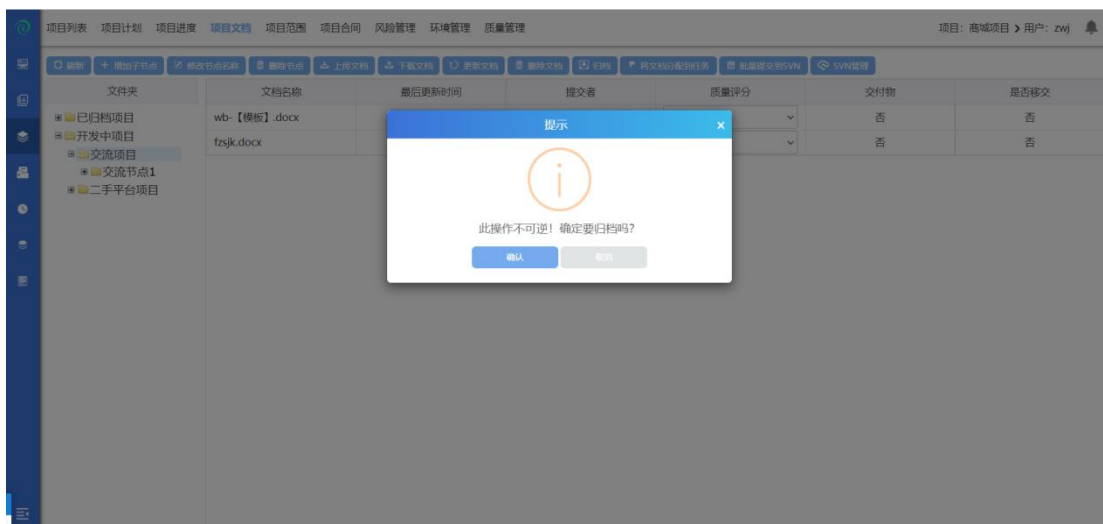 项目列表 项目计划 项目进度 项目文档 项目范围 项目合同 风险管理 环境管理 质量管理 项目：商城项目 用户：zwj
刷新 增加子节点 修改节点名称 删除节点 上传文档 下载文档 更新文档 删除文档 归档 将文档分配到任务 批量提交到SVN SVN管理
文件夹 文档名称 最后更新时间 提交者 质量评分 交付物 是否移交
已归档项目 wb-【模板】.docx 否 否
开发中项目 fzsjk.docx 否 否
交流项目
交流节点1
二手平台项目
提示
此操作不可逆！确定要归档吗？
确认 取消